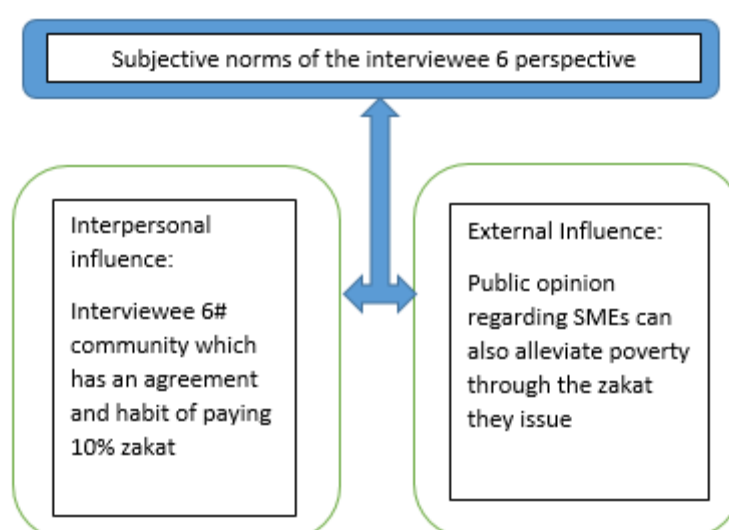 Subjective norms of the interviewee 6 perspective
Interpersonal
influence:
Interviewee 6#
community which
has an agreement
and habit of paying
10% zakat
External Influence:
Public opinion
regarding SMEs can
also alleviate poverty
through the zakat
they issue